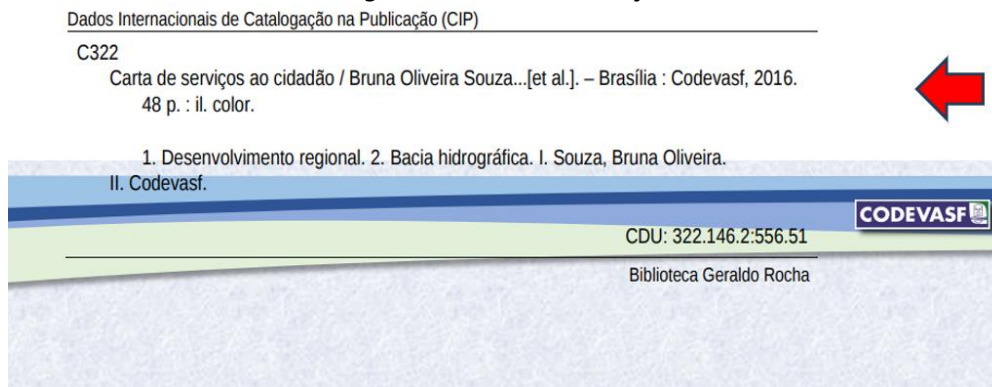 Dados Internacionais de Catalogação na Publicação (CIP)
C322
Carta de serviços ao cidadão / Bruna Oliveira Souza...[et al.]. – Brasília : Codevasf, 2016.
48 p. : il. color.
1. Desenvolvimento regional. 2. Bacia hidrográfica. I. Souza, Bruna Oliveira.
II. Codevasf.
CODEVASF
CDU: 322.146.2:556.51
Biblioteca Geraldo Rocha